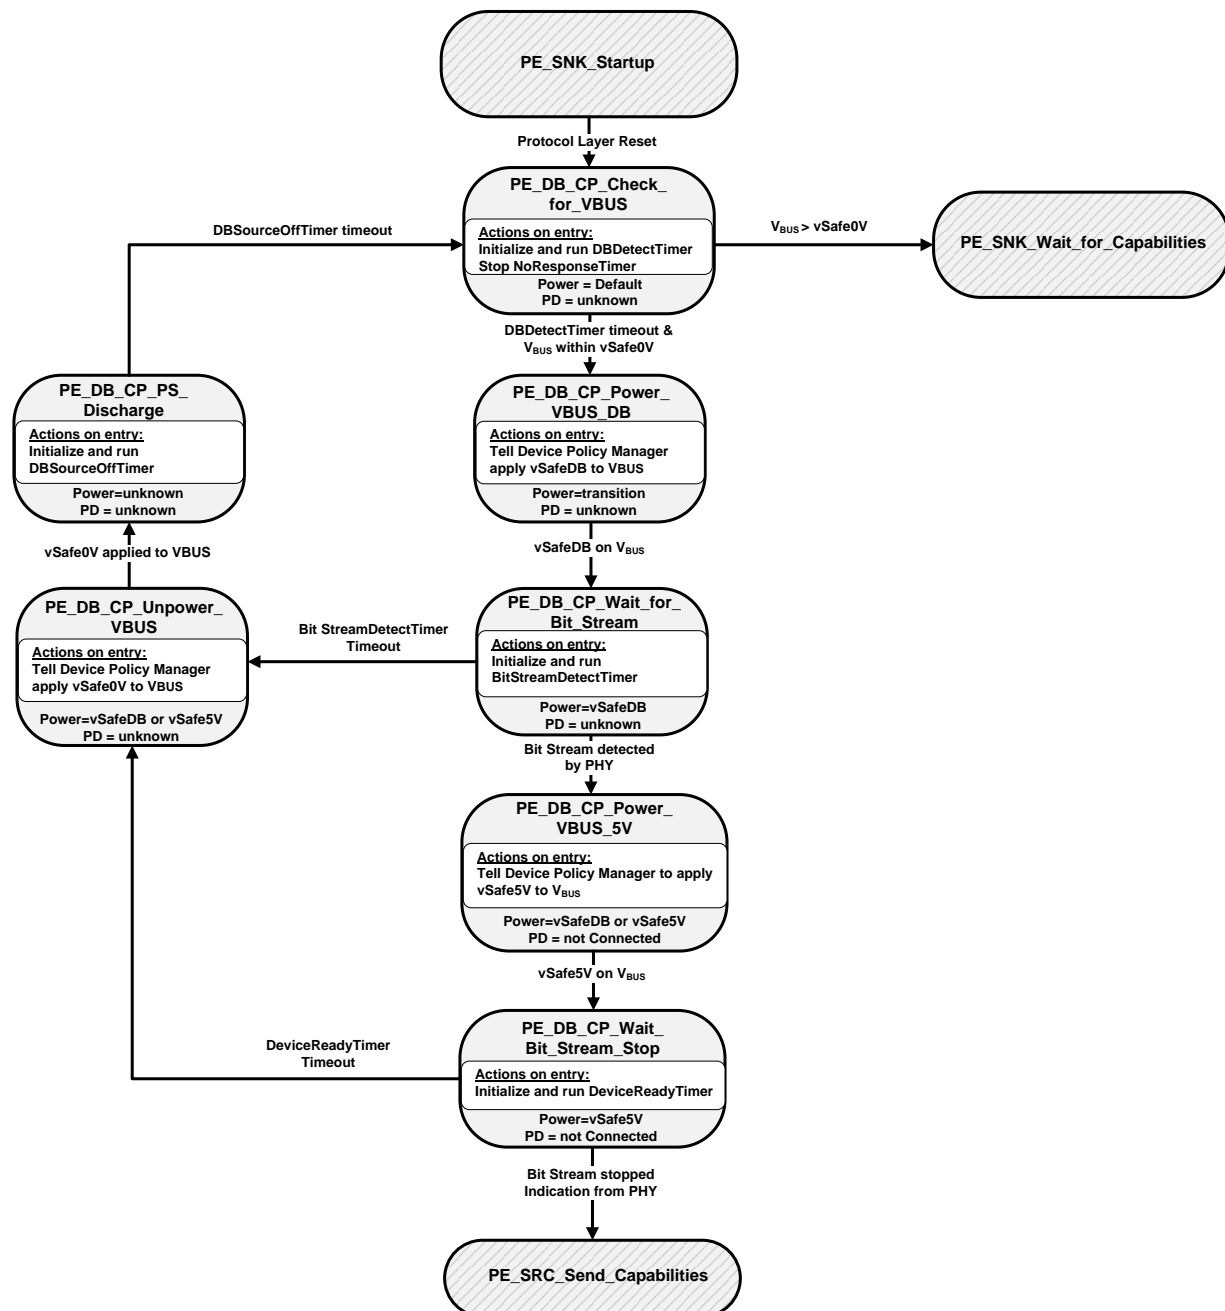 PE_SNK_Startup
Protocol Layer Reset
PE_DB_CP_Check_
for_VBUS
Actions on entry:
Initialize and run DBDetectTimer
Stop NoResponseTimer
Power = Default
PD = unknown
DBSourceOffTimer timeout
VBUS > vSafe0V
PE_SNK_Wait_for_Capabilities
DBDetectTimer timeout &
VBUS within vSafe0V
PE_DB_CP_PS_
Discharge
Actions on entry:
Initialize and run
DBSourceOffTimer
Power=unknown
PD = unknown
PE_DB_CP_Power_
VBUS_DB
Actions on entry:
Tell Device Policy Manager
apply vSafeDB to VBUS
Power=transition
PD = unknown
vSafe0V applied to VBUS
vSafeDB on VBUS
PE_DB_CP_Unpower_
VBUS
Actions on entry:
Tell Device Policy Manager
apply vSafe0V to VBUS
Power=vSafeDB or vSafe5V
PD = unknown
Bit StreamDetectTimer
Timeout
PE_DB_CP_Wait_for_
Bit_Stream
Actions on entry:
Initialize and run
BitStreamDetectTimer
Power=vSafeDB
PD = unknown
Bit Stream detected
by PHY
PE_DB_CP_Power_
VBUS_5V
Actions on entry:
Tell Device Policy Manager to apply
vSafe5V to VBUS
Power=vSafeDB or vSafe5V
PD = not Connected
vSafe5V on VBUS
DeviceReadyTimer
Timeout
PE_DB_CP_Wait_
Bit_Stream_Stop
Actions on entry:
Initialize and run DeviceReadyTimer
Power=vSafe5V
PD = not Connected
Bit Stream stopped
Indication from PHY
PE_SRC_Send_Capabilities